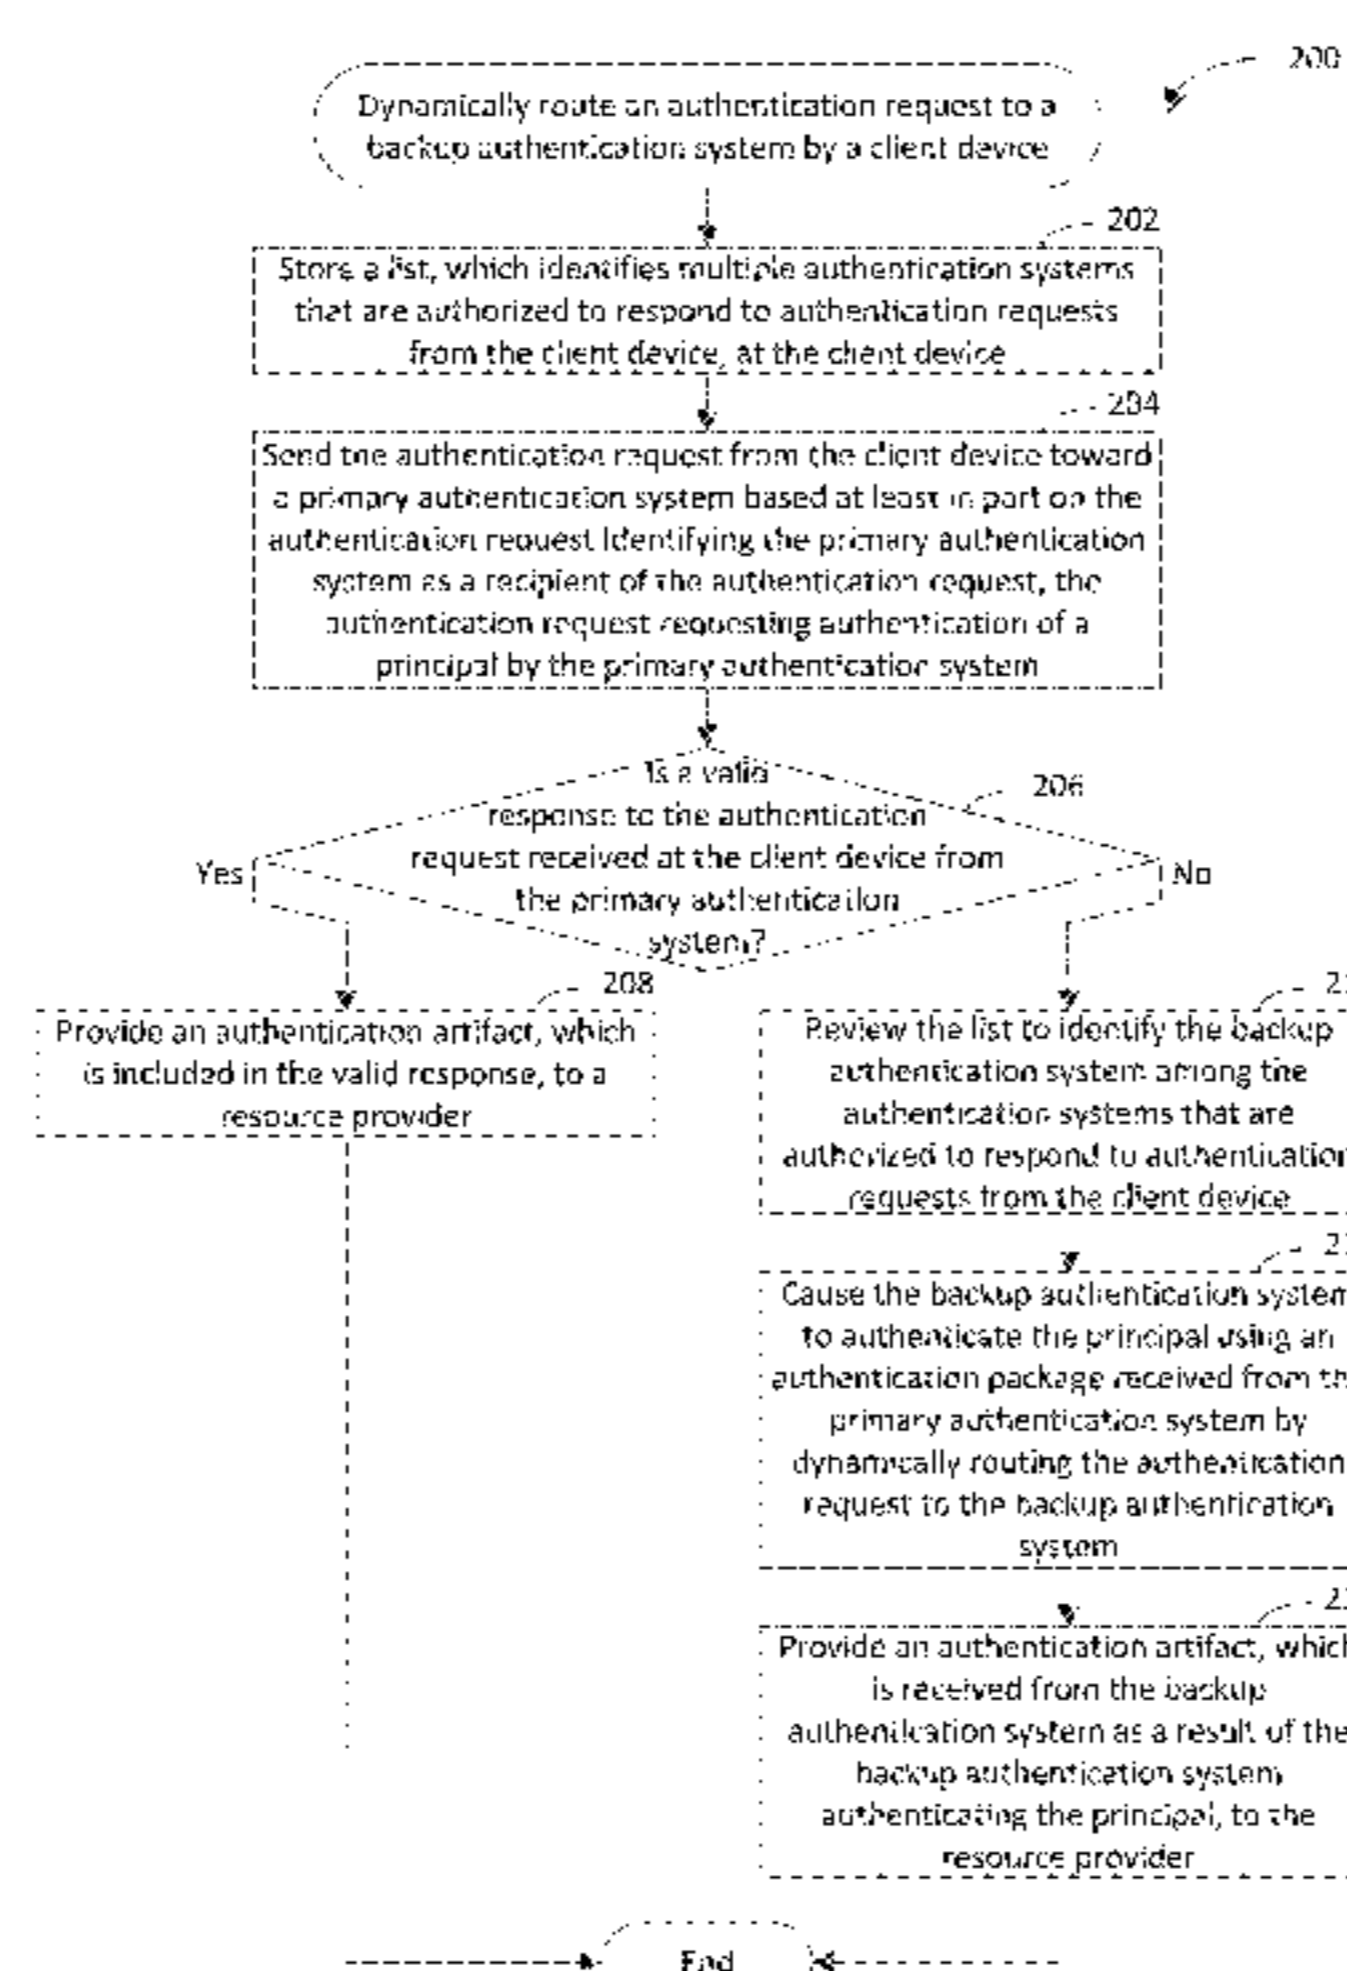 200
Dynamically route an authentication request to a
backup authentication system by a client device
202
Store a list, which identifies multiple authentication systems
that are authorized to respond to authentication requests
from the client device, at the client device
204
Send the authentication request from the client device toward
a primary authentication system based at least in part on the
authentication request identifying the primary authentication
system as a recipient of the authentication request, the
authentication request requesting authentication of a
principal by the primary authentication system
206
Is a valid
response to the authentication
request received at the client device from
the primary authentication
system?
Yes
No
208
Provide an authentication artifact, which
is included in the valid response, to a
resource provider
Review the list to identify the backup
authentication system among the
authentication systems that are
authorized to respond to authentication
requests from the client device
Cause the backup authentication system
to authenticate the principal using an
authentication package received from th
primary authentication system by
dynamically routing the authentication
request to the backup authentication
system
Provide an authentication artifact, which
is received from the backup
authentication system as a result of the
backup authentication system
authenticating the principal, to the
resource provider
End